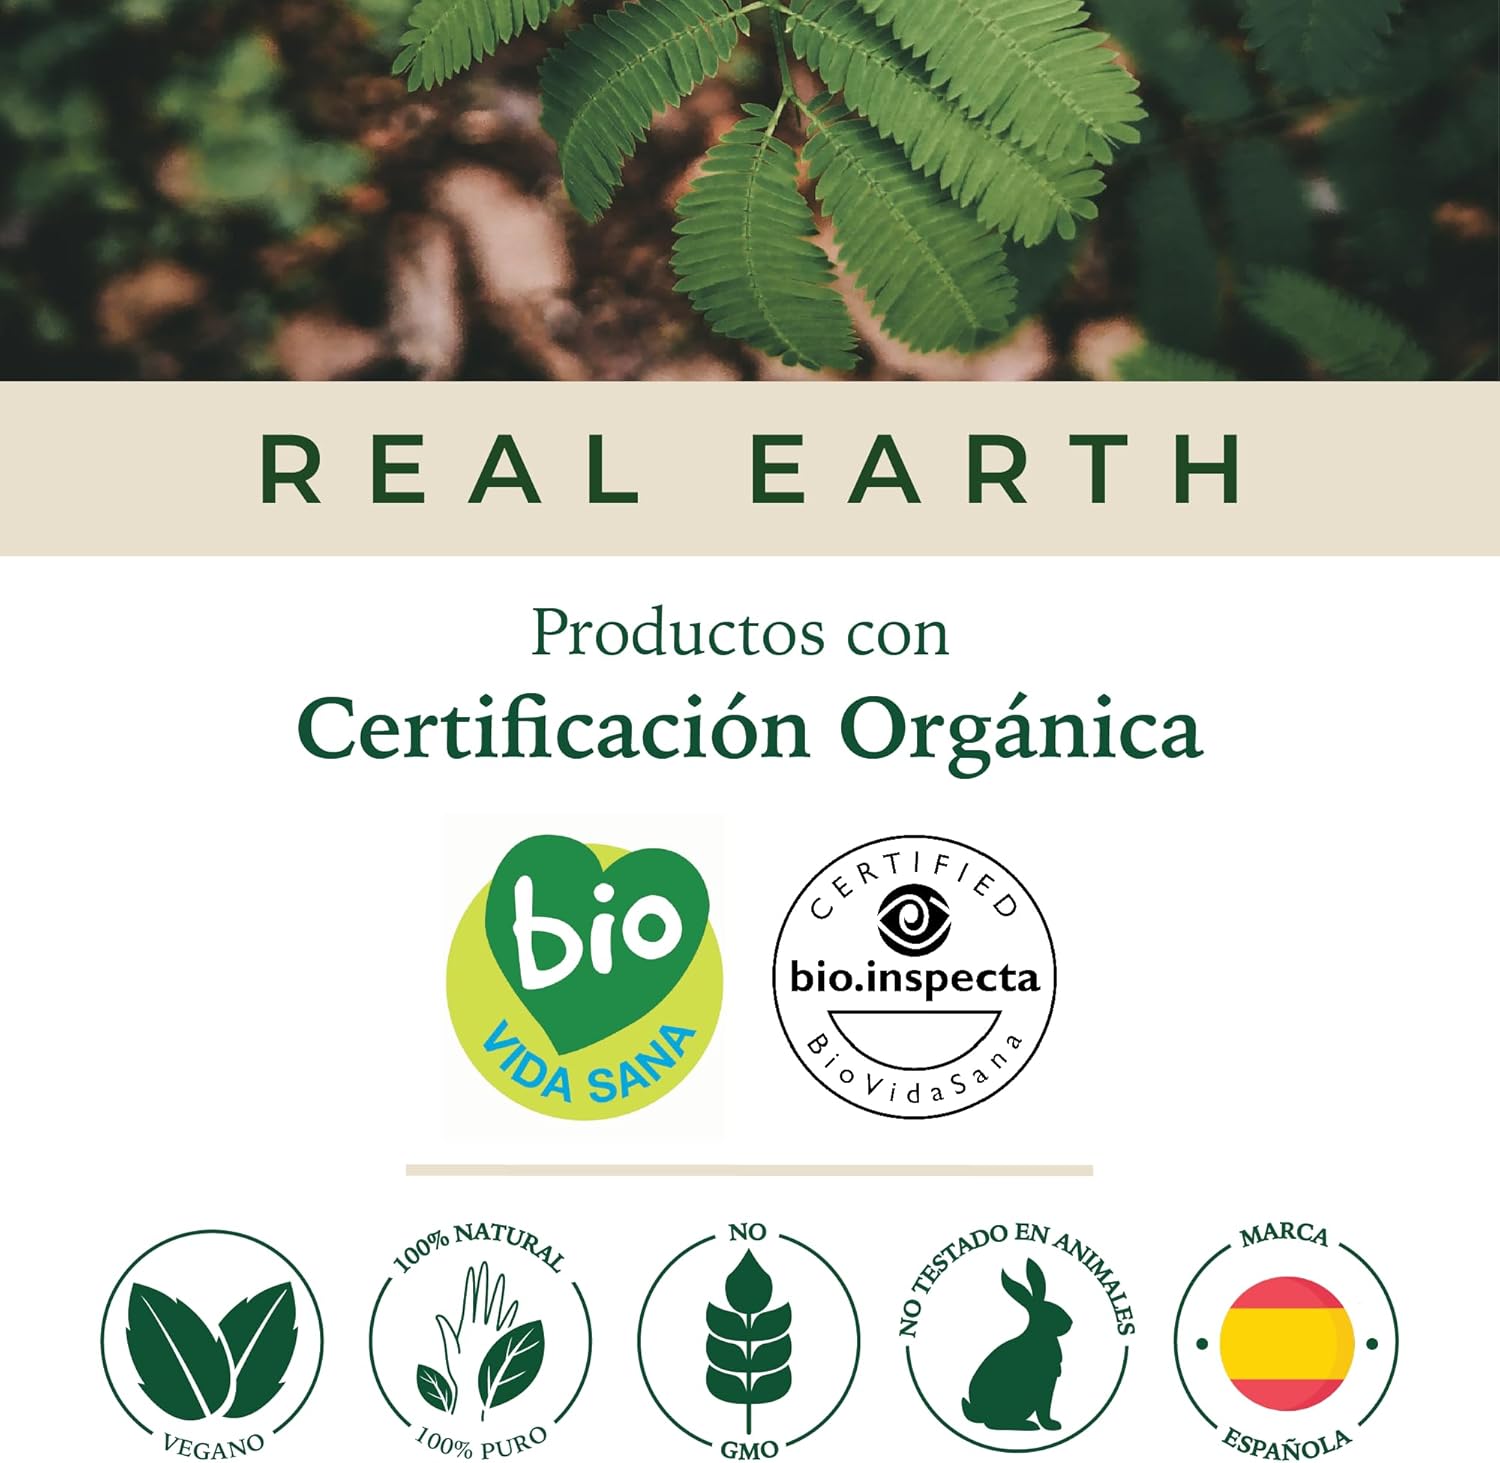 REAL EARTH
Productos con
Certificación Orgánica
bio
VIDA SANA
CERTIFIED
bio.inspecta
BioVidaSana
VEGANO
100% NATURAL
100% PURO
NO
GMO
NO TESTADO EN ANIMALES
MARCA
ESPAÑOLA